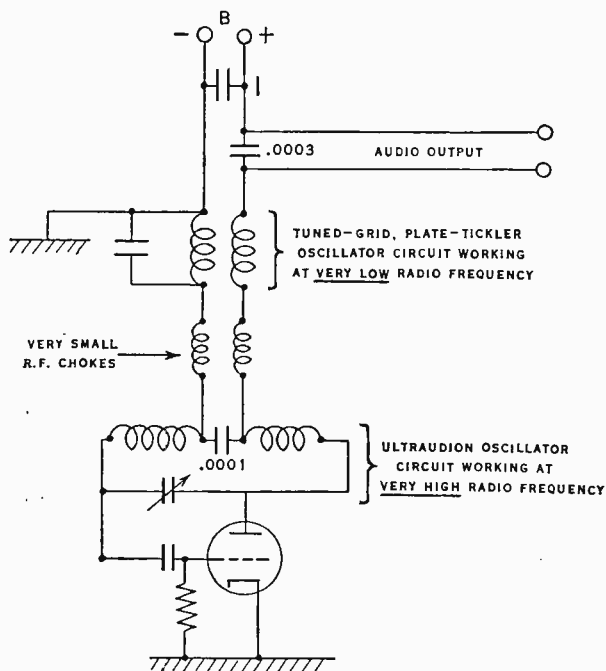 B
- +
1
.0003 AUDIO OUTPUT
TUNED-GRID, PLATE-TICKLER
OSCILLATOR CIRCUIT WORKING
AT VERY LOW RADIO FREQUENCY
VERY SMALL
R.F. CHOKES
.0001
ULTRAUDION OSCILLATOR
CIRCUIT WORKING AT
VERY HIGH RADIO FREQUENCY